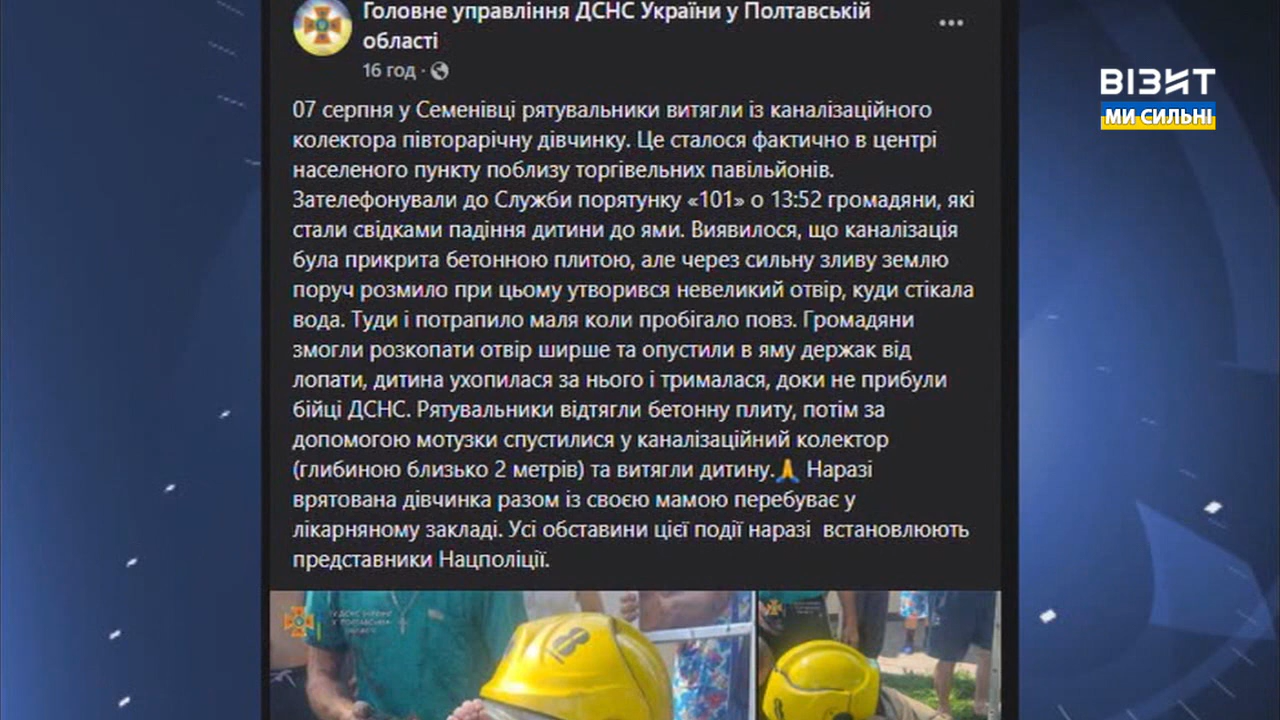 Головне управління ДСНС України у Полтавській
області
16 год ·
ВІЗИТ
МИ СИЛЬНІ
07 серпня у Семенівці рятувальники витягли із каналізаційного
колектора півторарічну дівчинку. Це сталося фактично в центрі
населеного пункту поблизу торгівельних павільйонів.
Зателефонували до Служби порятунку «101» о 13:52 громадяни, які
стали свідками падіння дитини до ями. Виявилося, що каналізація
була прикрита бетонною плитою, але через сильну зливу землю
поруч розмило при цьому утворився невеликий отвір, куди стікала
вода. Туди і потрапило маля коли пробігало повз. Громадяни
змогли розкопати отвір ширше та опустили в яму держак від
лопати, дитина ухопилася за нього і трималася, доки не прибули
бійці ДСНС. Рятувальники відтягли бетонну плиту, потім за
допомогою мотузки спустилися у каналізаційний колектор
(глибиною близько 2 метрів) та витягли дитину.🙏 Наразі
врятована дівчинка разом із своєю мамою перебуває у
лікарняному закладі. Усі обставини цієї події наразі встановлюють
представники Нацполіції.
8